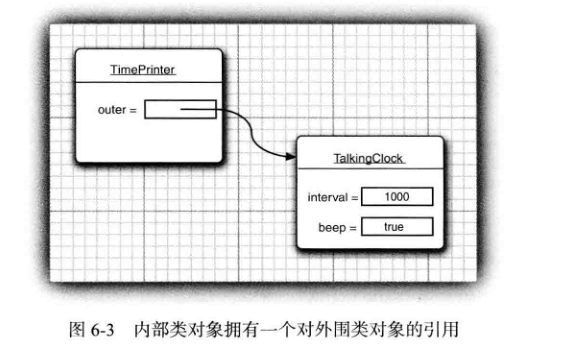 TimePrinter
outer =
TalkingClock
interval = 1000
beep = true
图 6-3 内部类对象拥有一个对外围类对象的引用